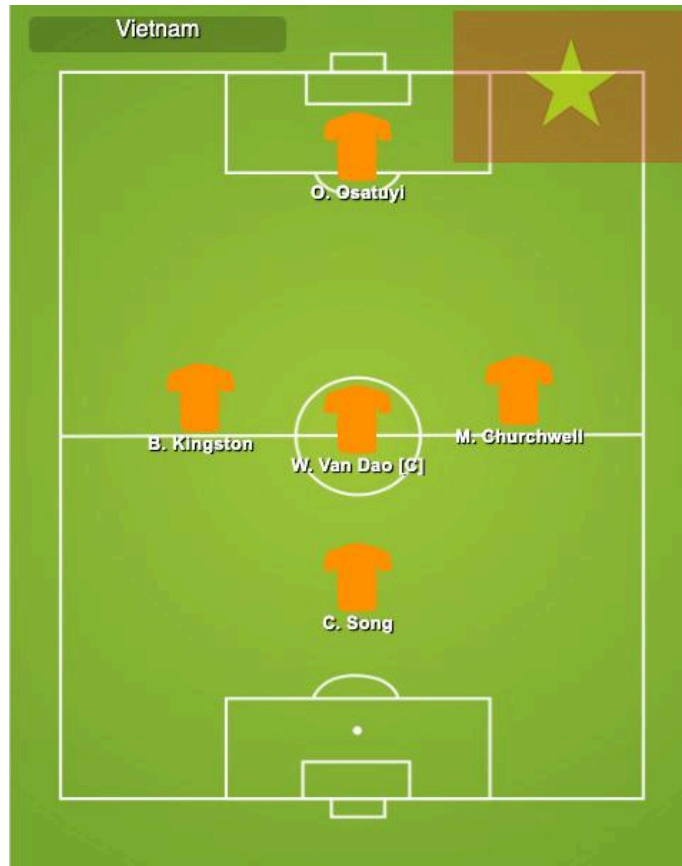 Vietnam
O. Osatuyi
B. Kingston
M. Churchwell
W. Van Dao [C]
C. Song